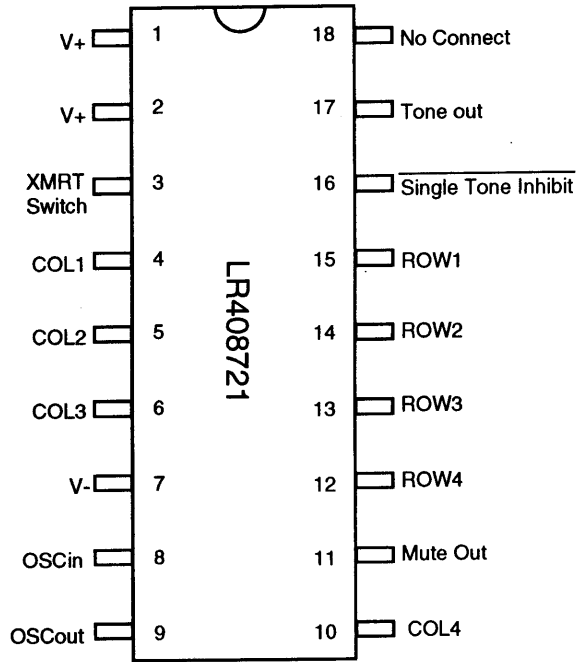 V+ 1 18 No Connect
V+ 2 17 Tone out
XMRT
Switch 3 16 Single Tone Inhibit
COL1 4 15 ROW1
LR408721
COL2 5 14 ROW2
COL3 6 13 ROW3
V- 7 12 ROW4
OSCin 8 11 Mute Out
OSCout 9 10 COL4